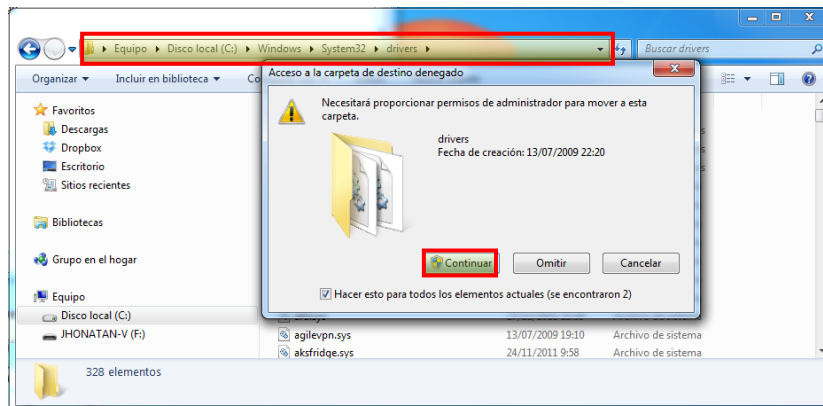 Equipo ▸ Disco local (C:) ▸ Windows ▸ System32 ▸ drivers ▸
Buscar drivers
Organizar ▾ Incluir en biblioteca ▾ Co
Acceso a la carpeta de destino denegado
Necesitará proporcionar permisos de administrador para mover a esta
carpeta.
drivers
Fecha de creación: 13/07/2009 22:20
Continuar Omitir Cancelar
Hacer esto para todos los elementos actuales (se encontraron 2)
Favoritos
Descargas
Dropbox
Escritorio
Sitios recientes
Bibliotecas
Grupo en el hogar
Equipo
Disco local (C:)
JHONATAN-V (F:)
agilevpn.sys 13/07/2009 19:10 Archivo de sistema
aksfridge.sys 24/11/2011 9:58 Archivo de sistema
328 elementos